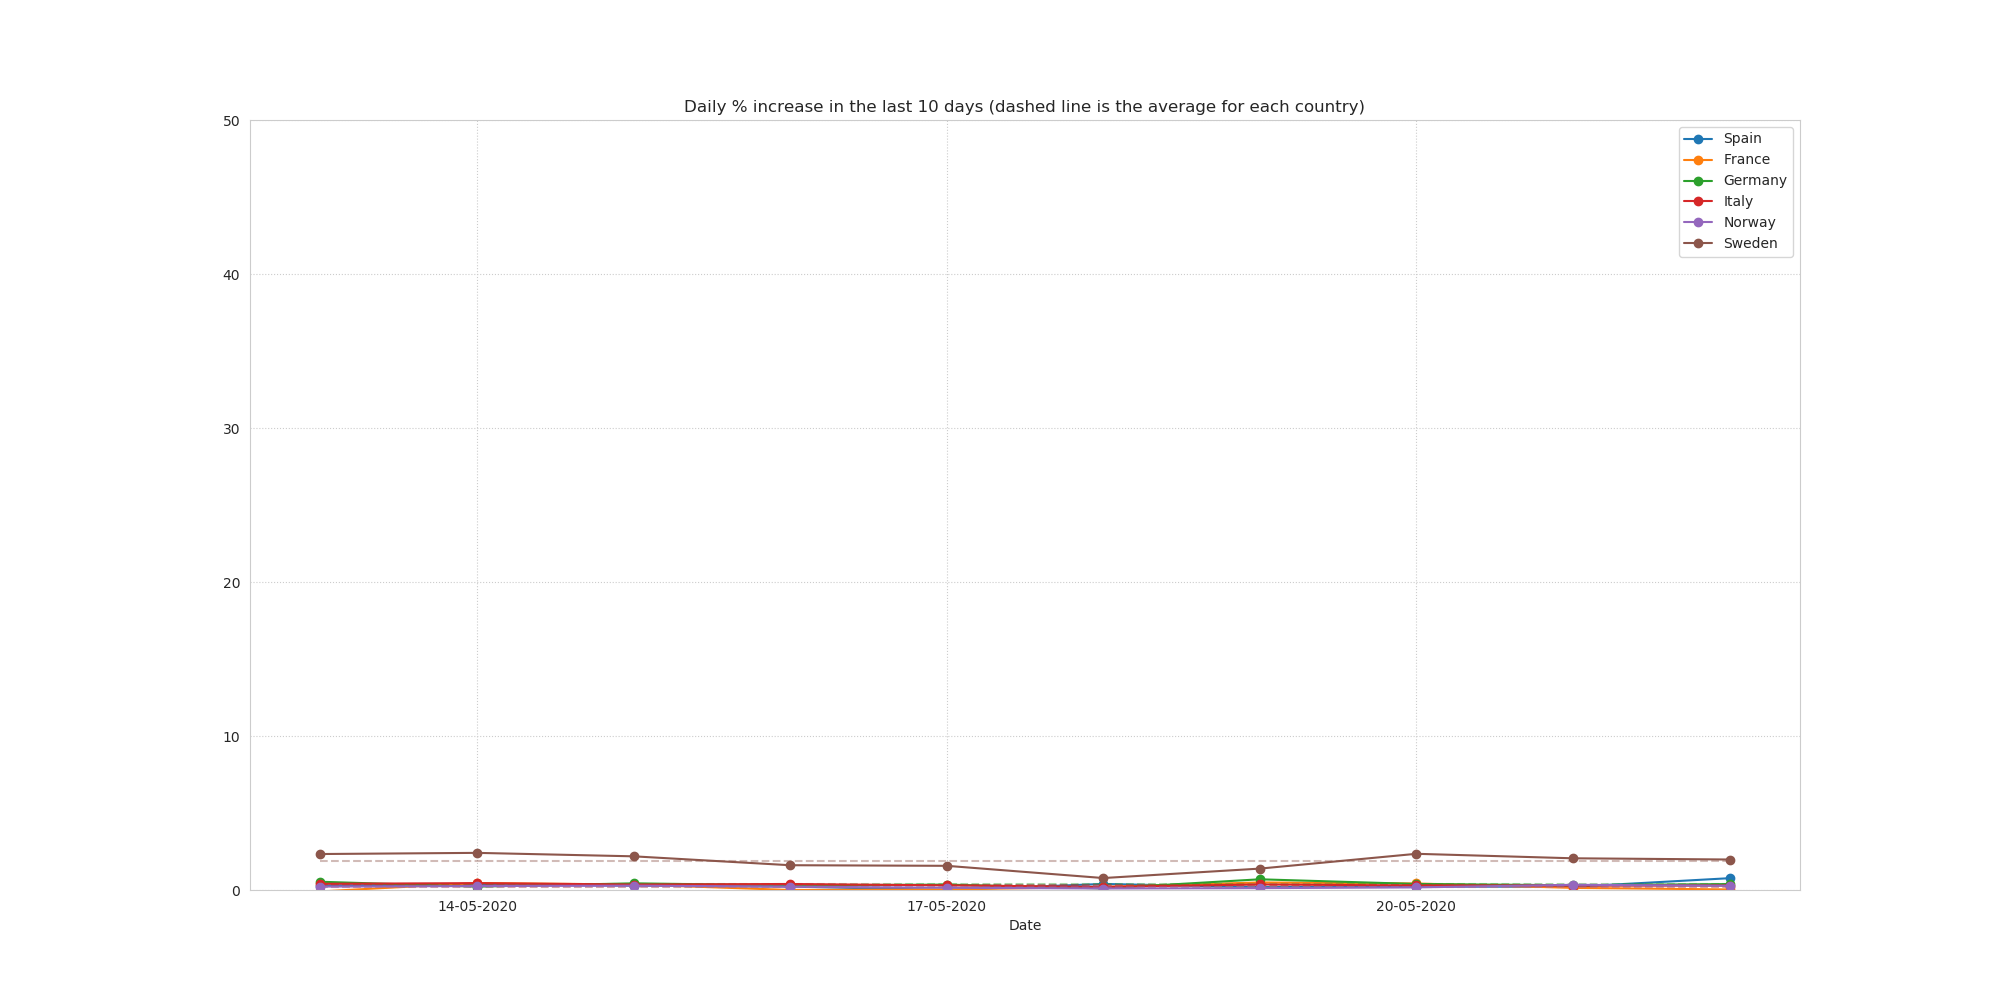 Daily % increase in the last 10 days (dashed line is the average for each country)
50
40
30
20
10
0
Spain
France
Germany
Italy
Norway
Sweden
14-05-2020
17-05-2020
20-05-2020
Date